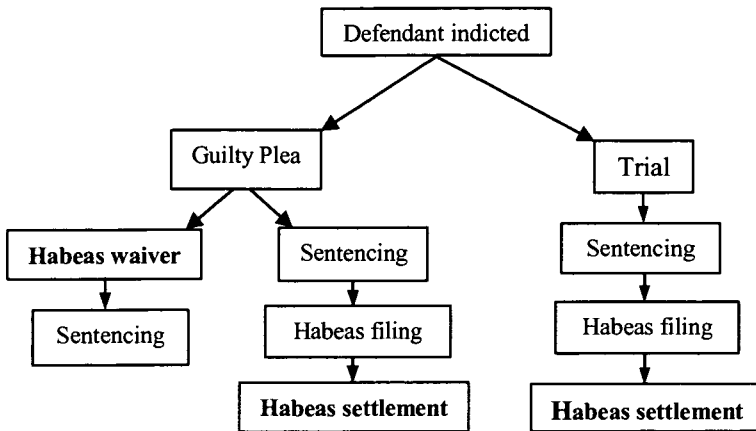 Defendant indicted
Guilty Plea
Trial
Habeas waiver
Sentencing
Sentencing
Sentencing
Habeas filing
Habeas filing
Habeas settlement
Habeas settlement